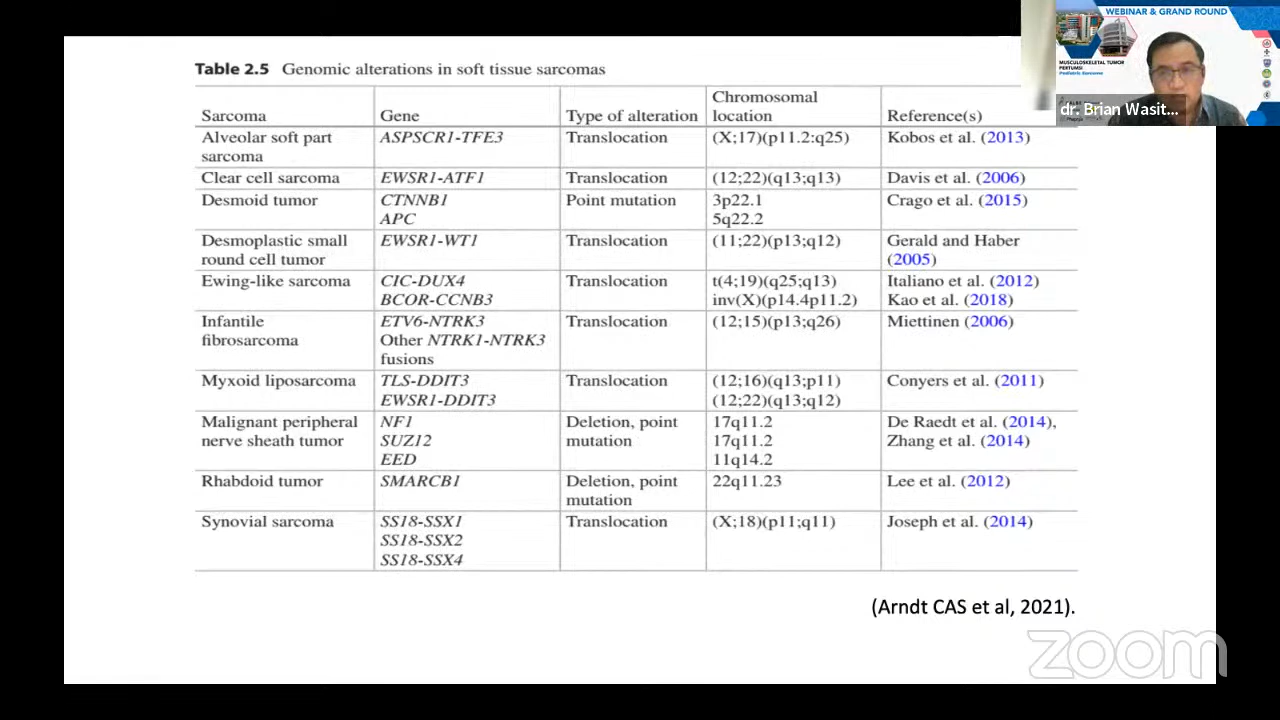 WEBINAR & GRAND ROUND
MUSCULOSKELETAL TUMOR
PERTUMSI
Pediatric Sarcoma
dr. Brian Wasit...
Table 2.5 Genomic alterations in soft tissue sarcomas
Sarcoma Gene Type of alteration Chromosomal location Reference(s)
Alveolar soft part sarcoma ASPSCR1-TFE3 Translocation (X;17)(p11.2:q25) Kobos et al. (2013)
Clear cell sarcoma EWSR1-ATF1 Translocation (12;22)(q13;q13) Davis et al. (2006)
Desmoid tumor CTNNB1 Point mutation 3p22.1 Crago et al. (2015)
APC 5q22.2
Desmoplastic small EWSR1-WT1 Translocation (11;22)(p13;q12) Gerald and Haber
round cell tumor (2005)
Ewing-like sarcoma CIC-DUX4 Translocation t(4;19)(q25;q13) Italiano et al. (2012)
BCOR-CCNB3 inv(X)(p14.4p11.2) Kao et al. (2018)
Infantile ETV6-NTRK3 Translocation (12;15)(p13;q26) Miettinen (2006)
fibrosarcoma Other NTRK1-NTRK3
fusions
Myxoid liposarcoma TLS-DDIT3 Translocation (12;16)(q13;p11) Conyers et al. (2011)
EWSR1-DDIT3 (12;22)(q13;q12)
Malignant peripheral NF1 Deletion, point 17q11.2 De Raedt et al. (2014),
nerve sheath tumor SUZ12 mutation 17q11.2 Zhang et al. (2014)
EED 11q14.2
Rhabdoid tumor SMARCB1 Deletion, point 22q11.23 Lee et al. (2012)
mutation
Synovial sarcoma SS18-SSX1 Translocation (X;18)(p11;q11) Joseph et al. (2014)
SS18-SSX2
SS18-SSX4
(Arndt CAS et al, 2021).
zoom